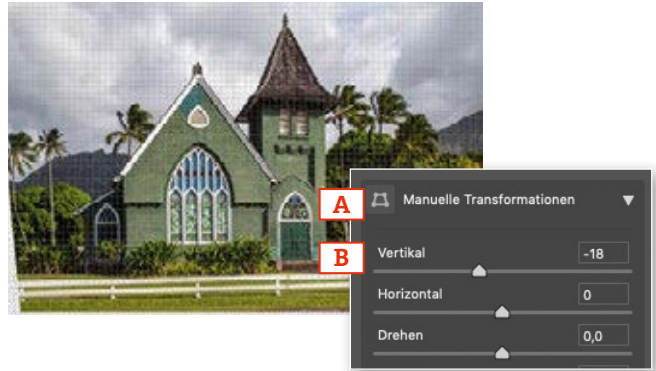 A Manuelle Transformationen
B Vertikal -18
Horizontal 0
Drehen 0,0